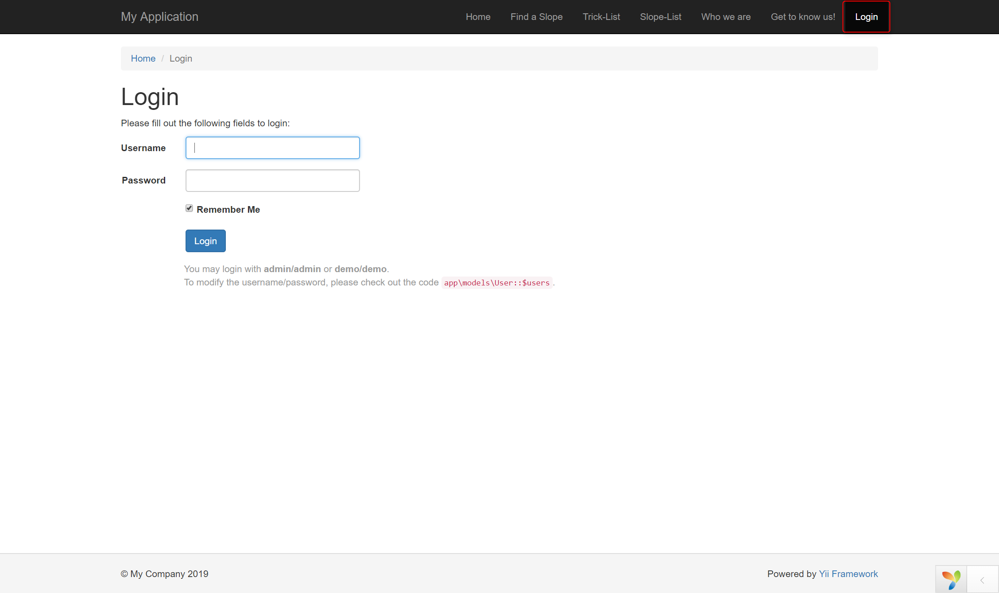 My Application Home Find a Slope Trick-List Slope-List Who we are Get to know us! Login
Home / Login
Login
Please fill out the following fields to login:
Username
Password
Remember Me
Login
You may login with admin/admin or demo/demo.
To modify the username/password, please check out the code app\models\User::$users.
© My Company 2019 Powered by Yii Framework